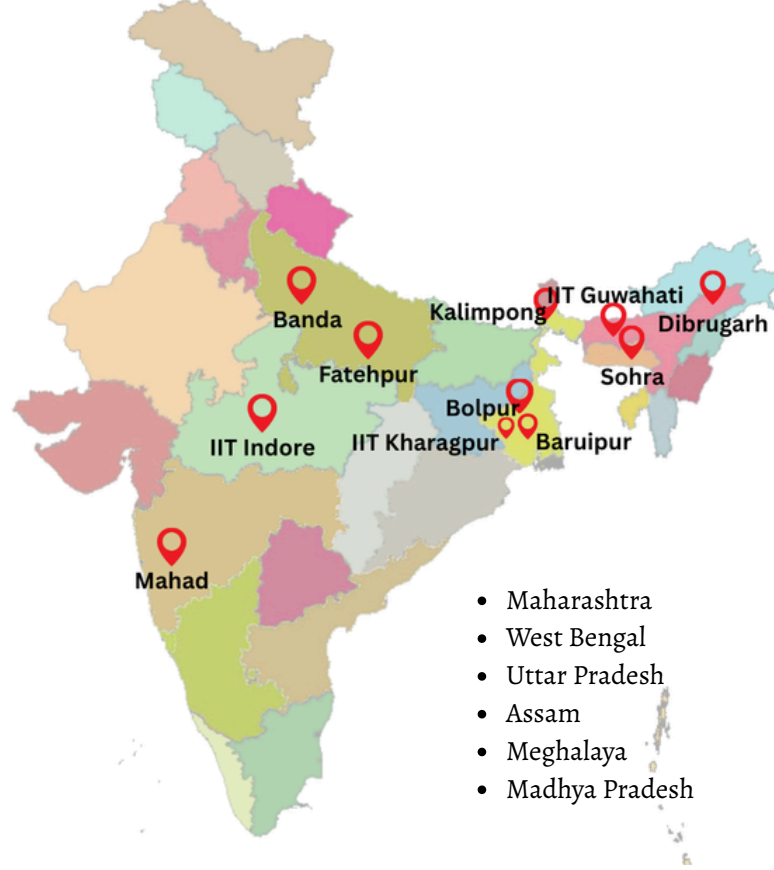 IIT Guwahati
Kalimpong
Banda
Dibrugarh
Fatehpur
Sohra
Bolpur
IIT Indore
IIT Kharagpur
Baruipur
Mahad
• Maharashtra
• West Bengal
• Uttar Pradesh
• Assam
• Meghalaya
• Madhya Pradesh